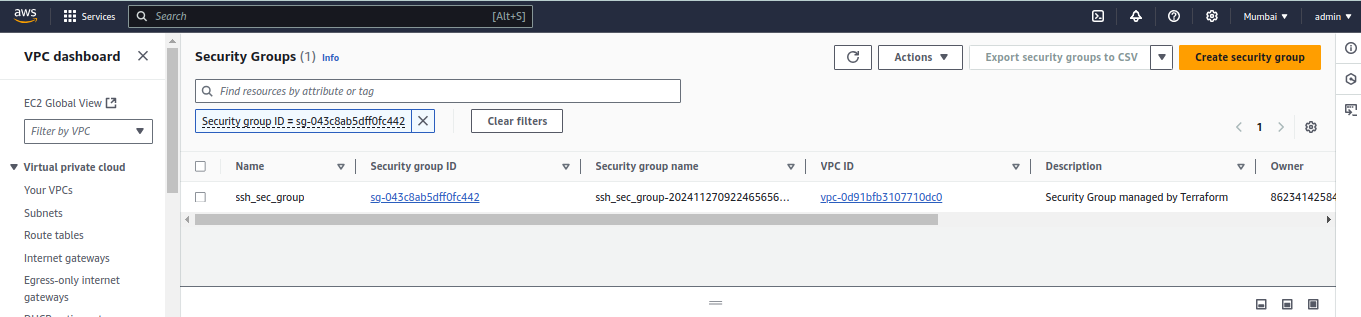 aws Services Search [Alt+S] Mumbai admin
VPC dashboard
Security Groups (1) Info
Actions
Export security groups to CSV
Create security group
EC2 Global View
Filter by VPC
Find resources by attribute or tag
Security group ID = sg-043c8ab5dff0fc442
Clear filters
1
Virtual private cloud
Your VPCs
Subnets
Route tables
Internet gateways
Egress-only internet
gateways
Name Security group ID Security group name VPC ID Description Owner
ssh_sec_group sg-043c8ab5dff0fc442 ssh_sec_group-202411270922465656... vpc-0d91bfb3107710dc0 Security Group managed by Terraform 86234142584